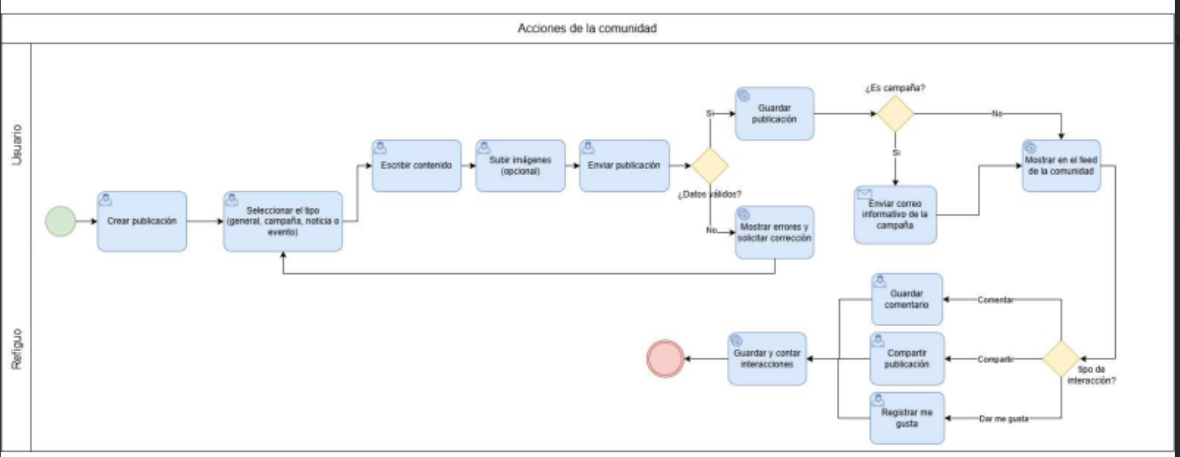 Acciones de la comunidad
Usuario
Refiguo
Crear publicación
Seleccionar el tipo
(general, campaña, noticia o
evento)
Escribir contenido
Subir imágenes
(opcional)
Enviar publicación
¿Datos válidos?
Si
No
Guardar
publicación
Mostrar errores y
solicitar corrección
¿Es campaña?
Si
No
Enviar correo
informativo de la
campaña
Mostrar en el feed
de la comunidad
tipo de
interacción?
Comentar
Compartir
Dar me gusta
Guardar
comentario
Compartir
publicación
Registrar me
gusta
Guardar y contar
interacciones